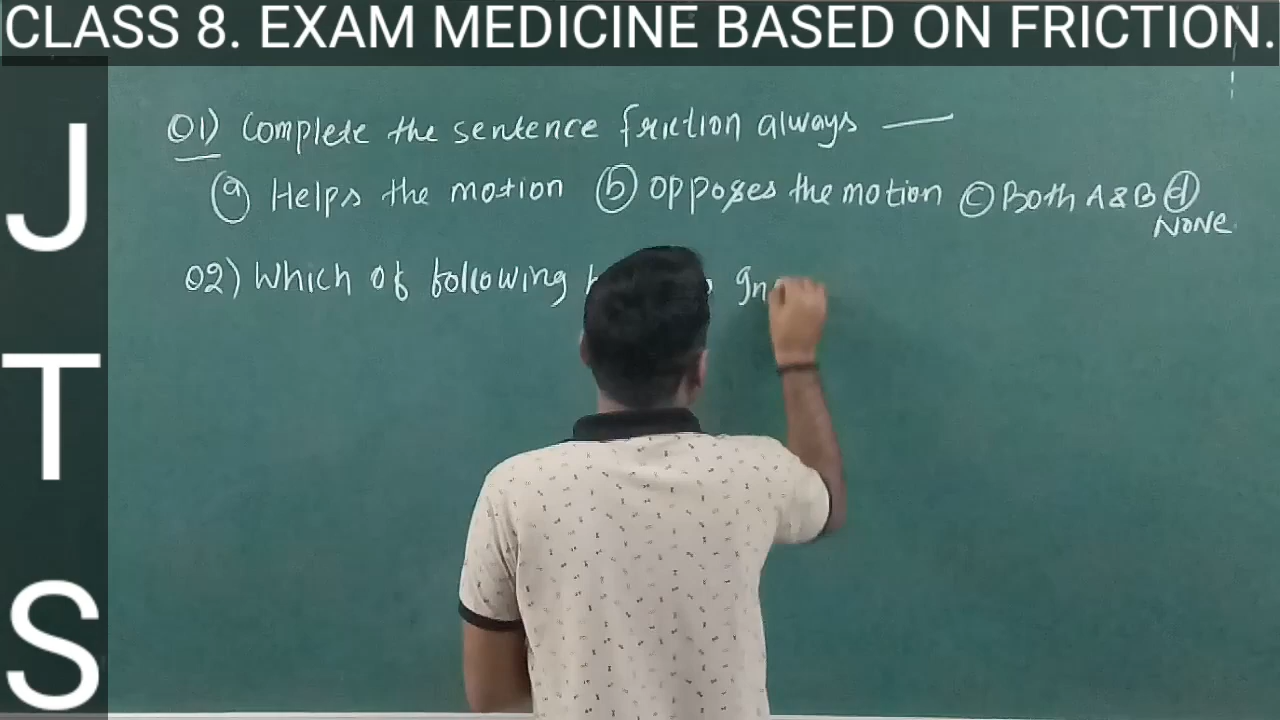 CLASS 8. EXAM MEDICINE BASED ON FRICTION.
J
T
S
Q1) Complete the sentence friction always —
(a) Helps the motion (b) opposes the motion (c) Both A & B (d)
NONE
Q2) Which of following